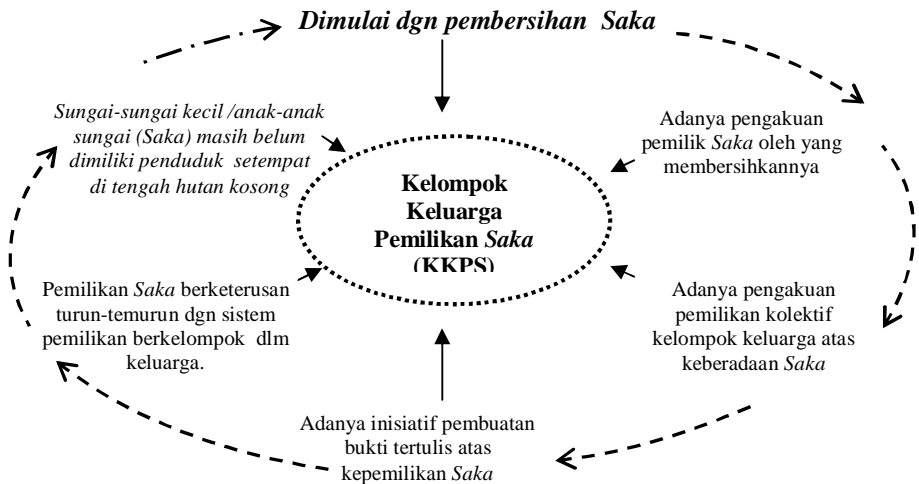 Dimulai dgn pembersihan Saka
Adanya pengakuan
pemilik Saka oleh yang
membersihkannya
Adanya pengakuan
pemilikan kolektif
kelompok keluarga atas
keberadaan Saka
Adanya inisiatif pembuatan
bukti tertulis atas
kepemilikan Saka
Pemilikan Saka berketerusan
turun-temurun dgn sistem
pemilikan berkelompok dlm
keluarga.
Sungai-sungai kecil /anak-anak
sungai (Saka) masih belum
dimiliki penduduk setempat
di tengah hutan kosong
Kelompok
Keluarga
Pemilikan Saka
(KKPS)